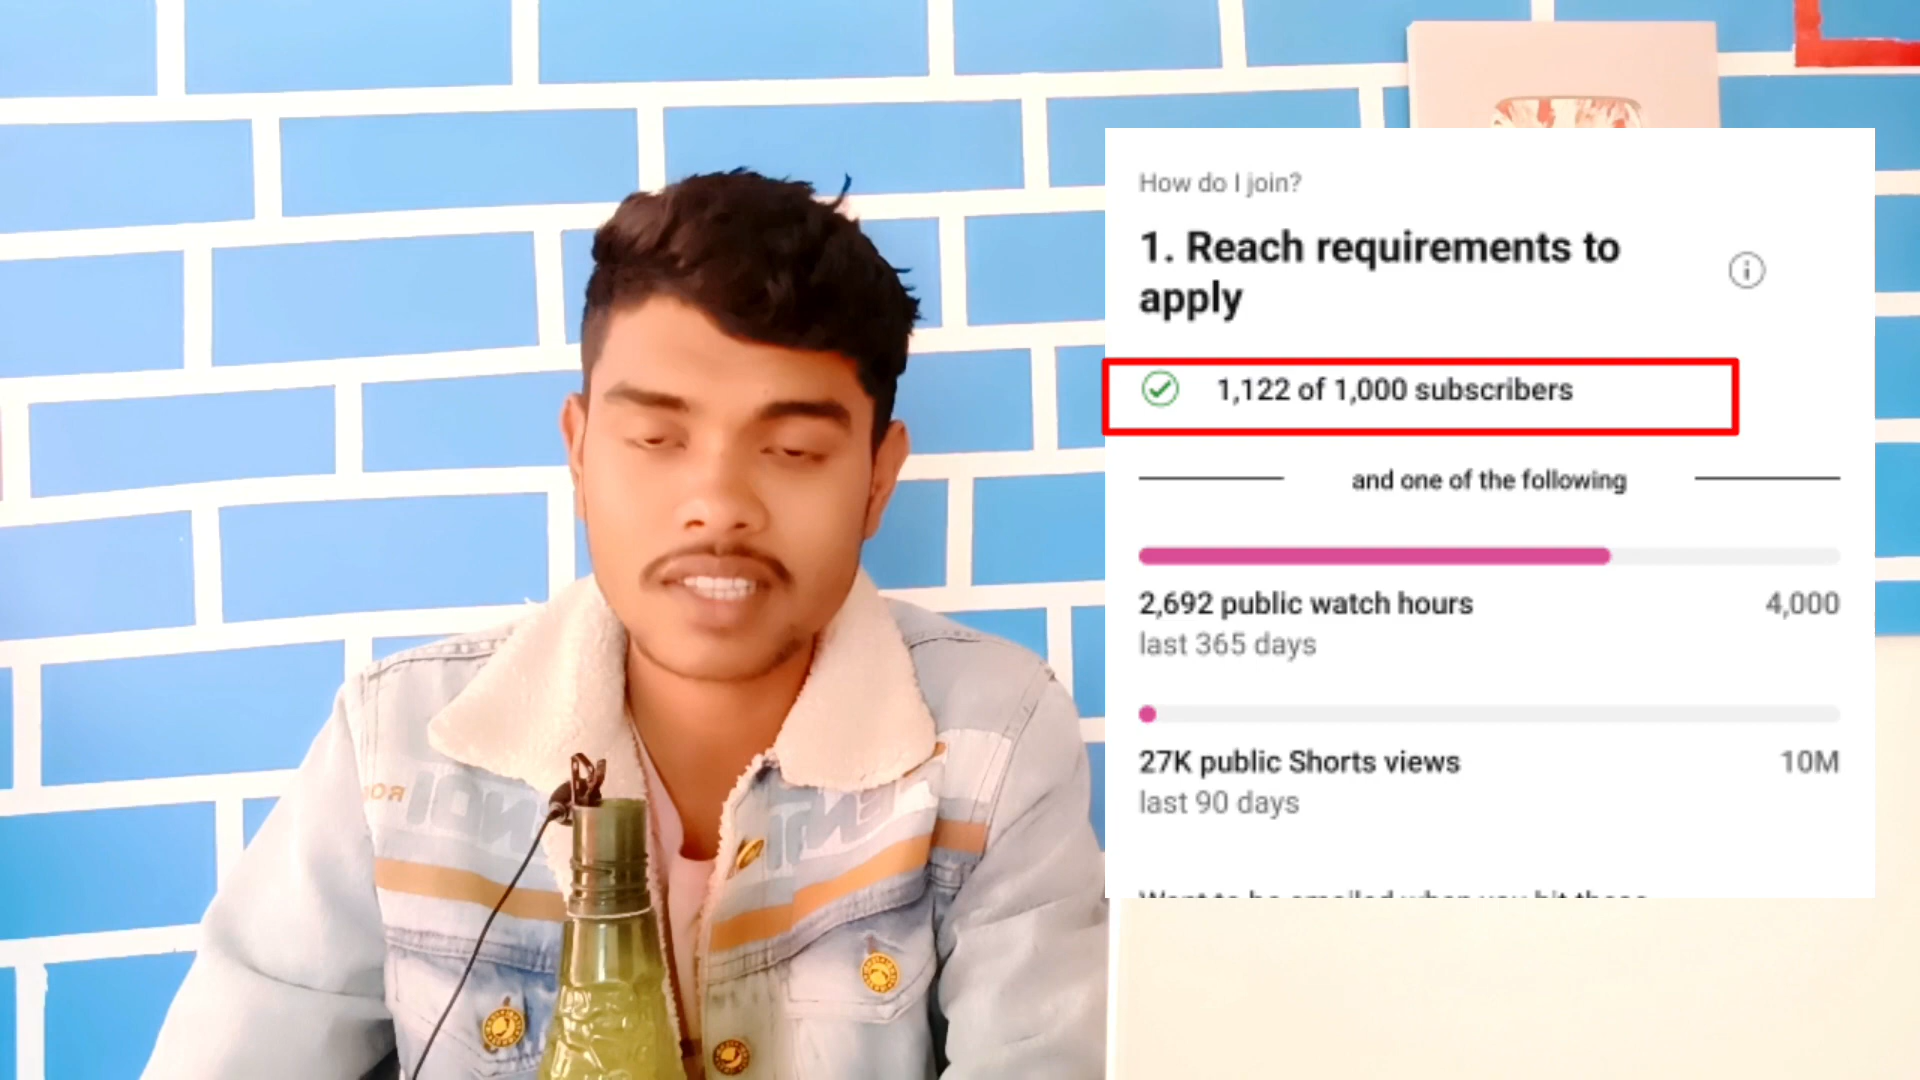 How do I join?
1. Reach requirements to
apply
1,122 of 1,000 subscribers
and one of the following
2,692 public watch hours
4,000
last 365 days
27K public Shorts views
10M
last 90 days